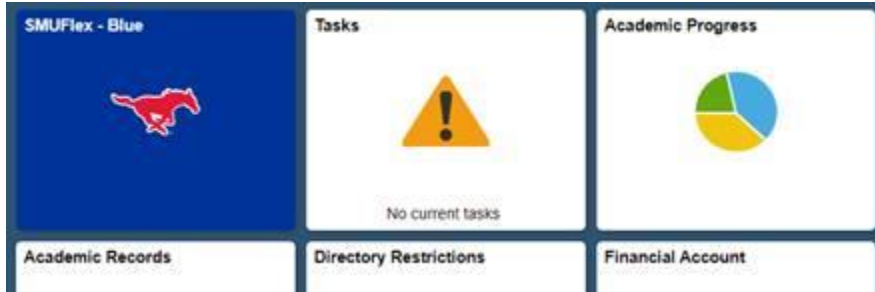 SMUFlex - Blue
Tasks
Academic Progress
No current tasks
Academic Records
Directory Restrictions
Financial Account